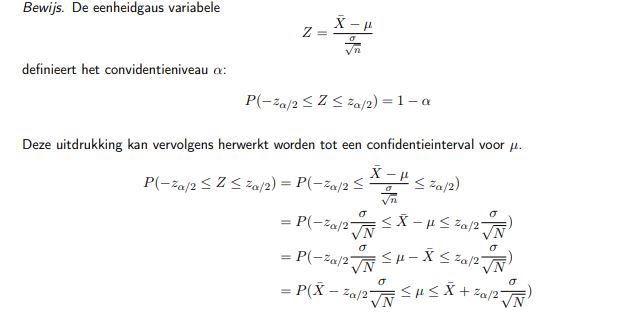 Bewijs. De eenheidgaus variabele
Z = \frac{\bar{X} - \mu}{\frac{\sigma}{\sqrt{n}}}
definieert het convidentieniveau α:
P(-z_{\alpha/2} \leq Z \leq z_{\alpha/2}) = 1 - \alpha
Deze uitdrukking kan vervolgens herwerkt worden tot een confidentieinterval voor μ.
P(-z_{\alpha/2} \leq Z \leq z_{\alpha/2}) = P(-z_{\alpha/2} \leq \frac{\bar{X} - \mu}{\frac{\sigma}{\sqrt{n}}} \leq z_{\alpha/2})
= P(-z_{\alpha/2} \frac{\sigma}{\sqrt{N}} \leq \bar{X} - \mu \leq z_{\alpha/2} \frac{\sigma}{\sqrt{N}})
= P(-z_{\alpha/2} \frac{\sigma}{\sqrt{N}} \leq \mu - \bar{X} \leq z_{\alpha/2} \frac{\sigma}{\sqrt{N}})
= P(\bar{X} - z_{\alpha/2} \frac{\sigma}{\sqrt{N}} \leq \mu \leq \bar{X} + z_{\alpha/2} \frac{\sigma}{\sqrt{N}})